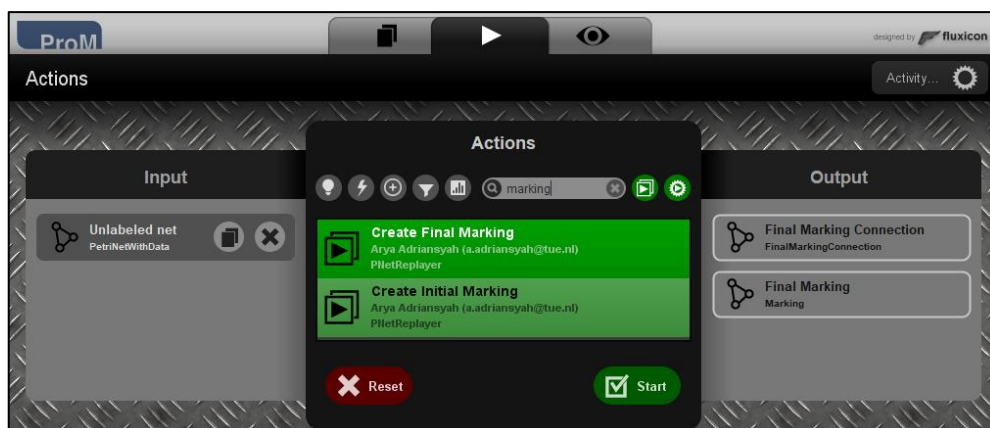 ProM
designed by fluxicon
Actions
Activity...
Input
Unlabeled net
PetriNetWithData
Actions
marking
Create Final Marking
Arya Adriansyah (a.adriansyah@tue.nl)
PNetReplayer
Create Initial Marking
Arya Adriansyah (a.adriansyah@tue.nl)
PNetReplayer
Reset
Start
Output
Final Marking Connection
FinalMarkingConnection
Final Marking
Marking